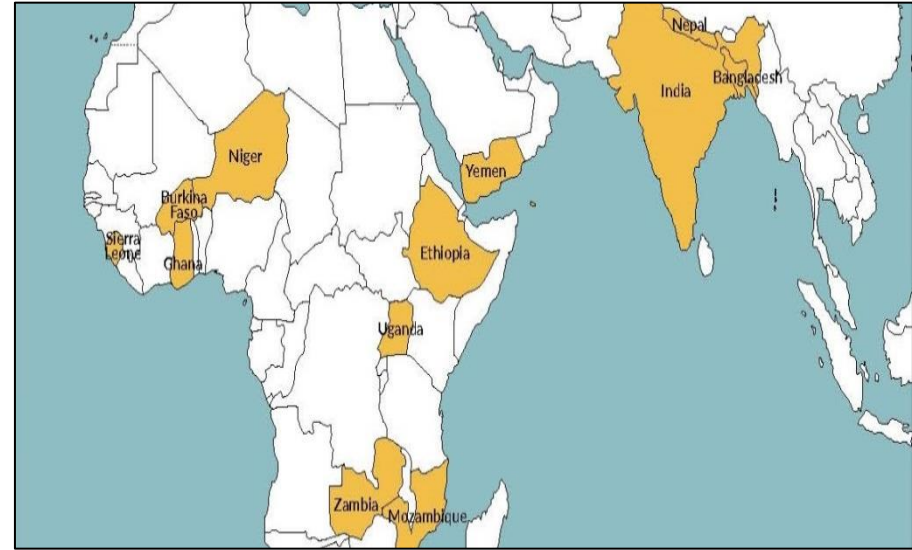 Nepal
Bangladesh
India
Niger
Yemen
Burkina
Faso
Sierra
Leone
Ghana
Ethiopia
Uganda
Zambia
Mozambique